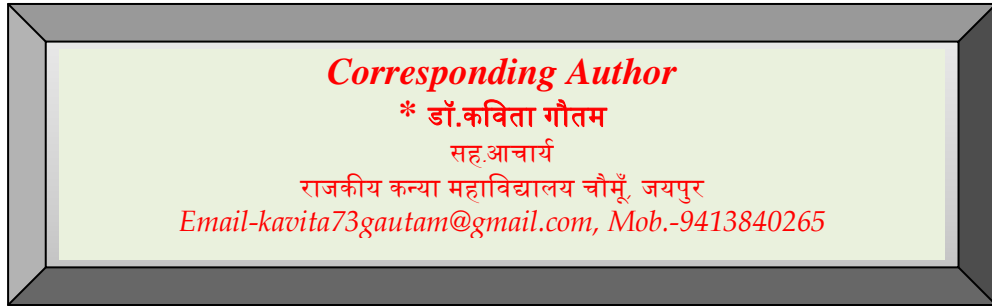 Corresponding Author
* डॉ.कविता गौतम
सह.आचार्य
राजकीय कन्या महाविद्यालय चौमूँ, जयपुर
Email-kavita73gautam@gmail.com, Mob.-9413840265